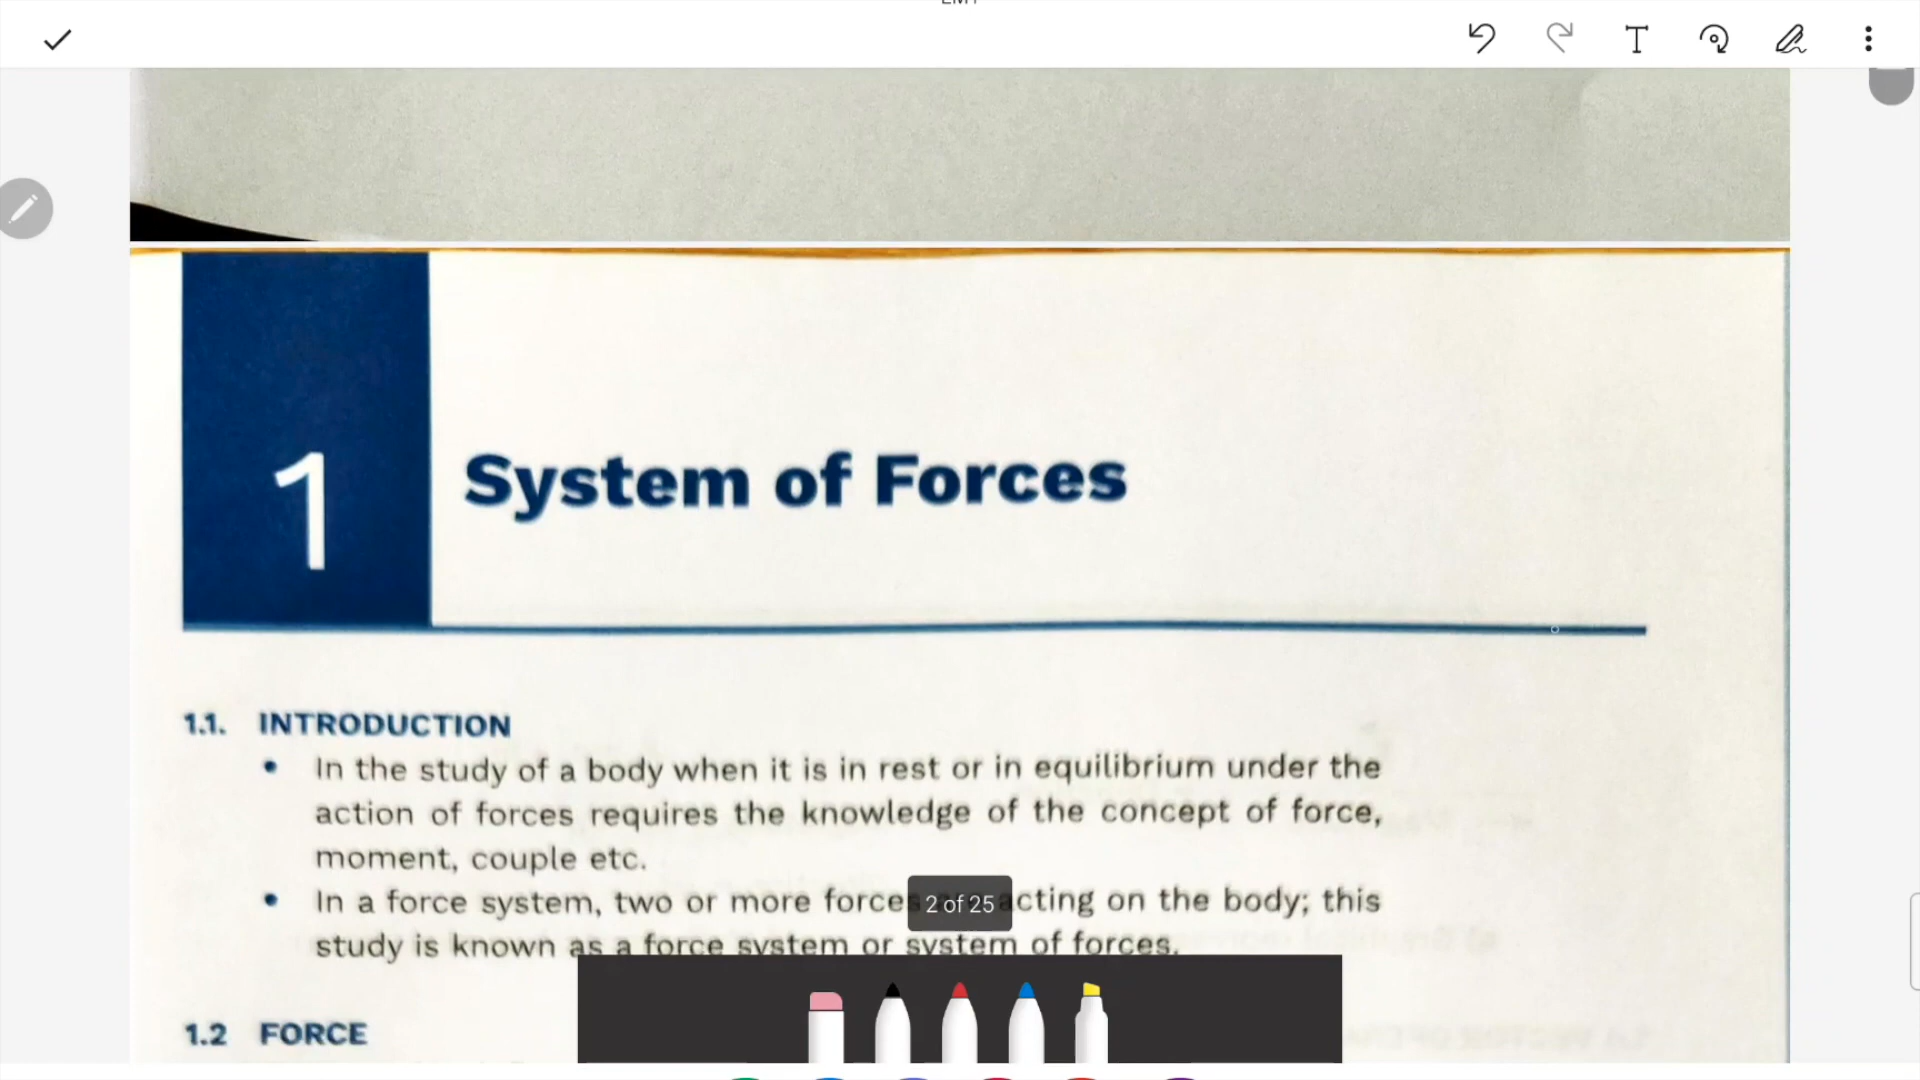 1 System of Forces
1.1. INTRODUCTION
• In the study of a body when it is in rest or in equilibrium under the
action of forces requires the knowledge of the concept of force,
moment, couple etc.
• In a force system, two or more forces acting on the body; this
2 of 25
study is known as a force system or system of forces.
1.2 FORCE